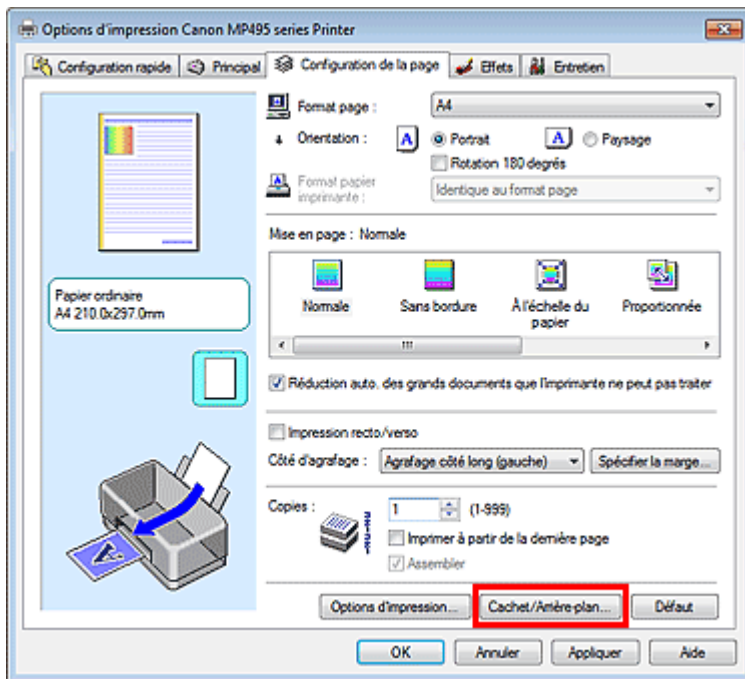 Options d'impression Canon MP495 series Printer
Configuration rapide Principal Configuration de la page Effets Entretien
Format page : A4
Orientation : A Portrait A Paysage
Rotation 180 degrés
Format papier imprimante : Identique au format page
Mise en page : Normale
Normale Sans bordure À l'échelle du papier Proportionnée
Papier ordinaire
A4 210.0x297.0mm
Réduction auto. des grands documents que l'imprimante ne peut pas traiter
Impression recto/verso
Côté d'agrafage : Agrafage côté long (gauche) Spécifier la marge...
Copies : 1 (1-999)
Imprimer à partir de la dernière page
Assembler
Options d'impression... Cachet/Arrière-plan... Défaut
OK Annuler Appliquer Aide